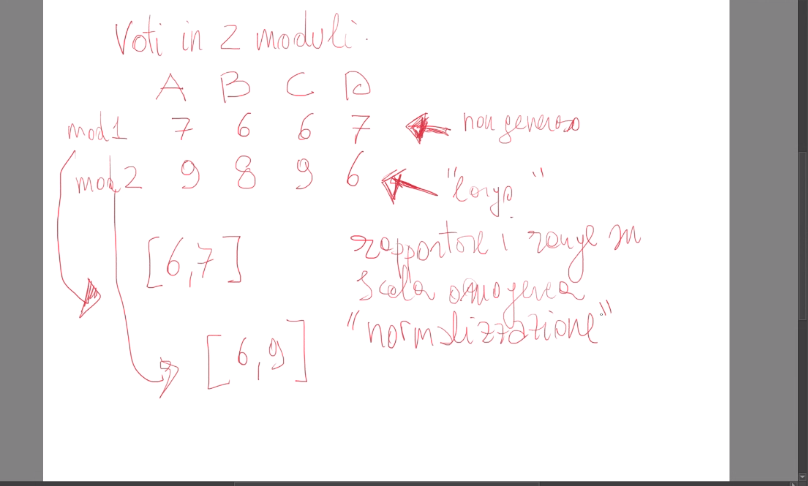 Voti in 2 moduli.
A B C D
mod1 7 6 6 7 non generoso
mod2 9 8 9 6 "largo"
[6,7]
rapportare i range su
scala omogenea
"normalizzazione"
[6,9]